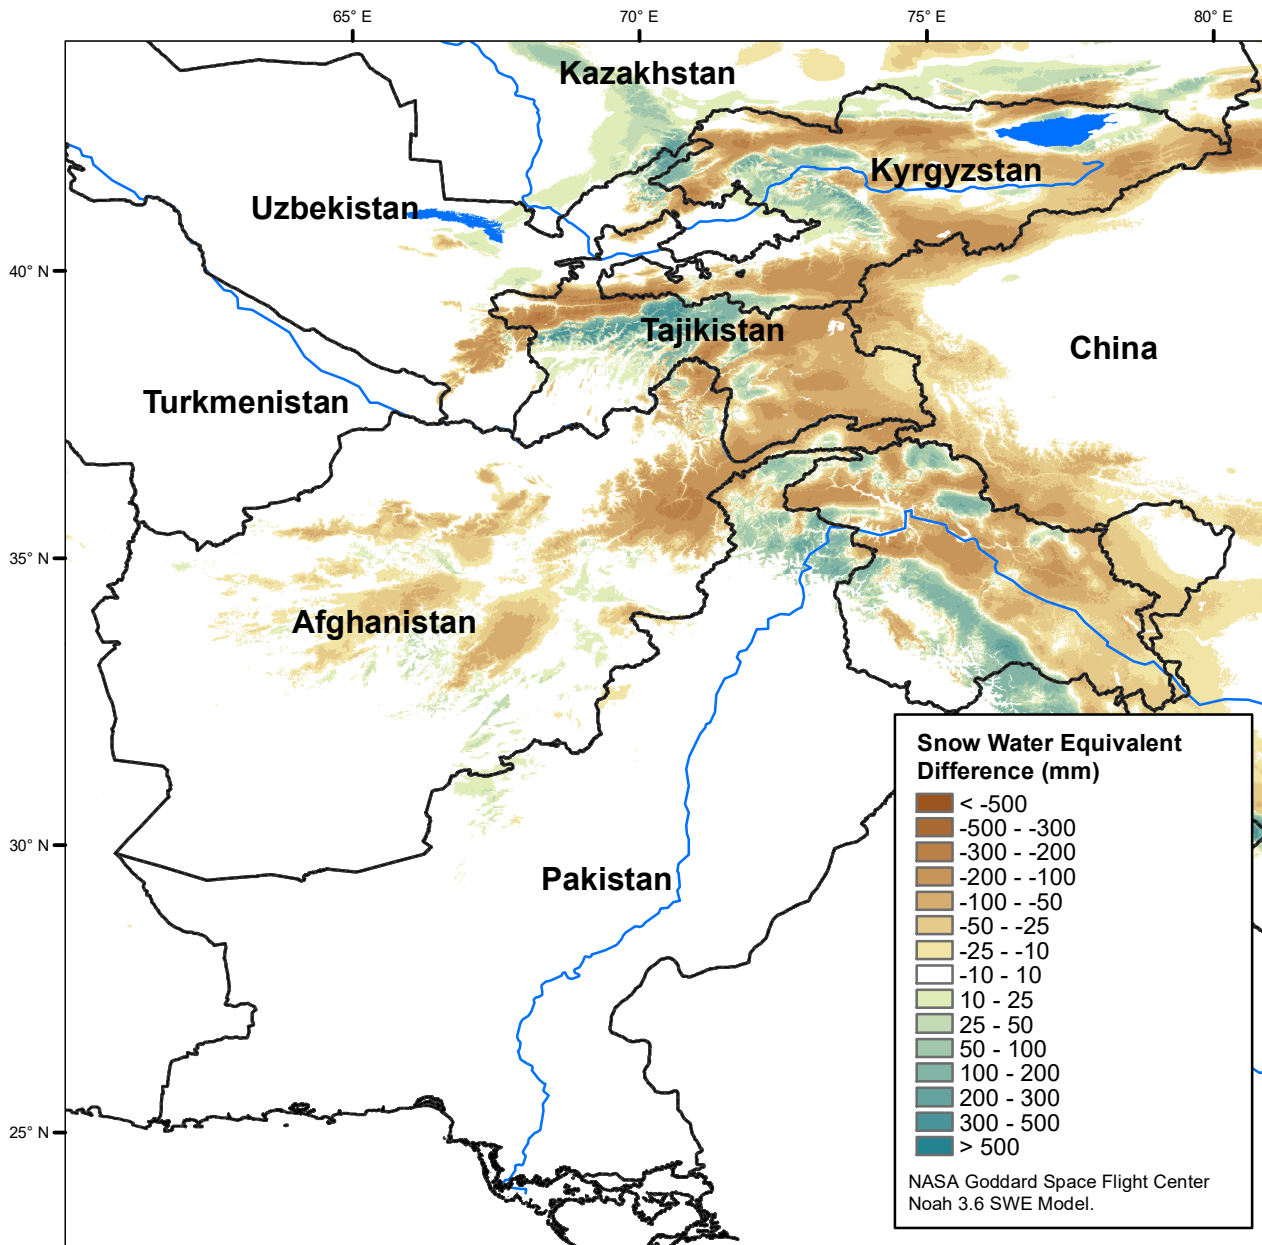 65° E
70° E
75° E
80° E
Kazakhstan
Kyrgyzstan
Uzbekistan
40° N
Tajikistan
China
Turkmenistan
35° N
Afghanistan
30° N
Pakistan
25° N
Snow Water Equivalent
Difference (mm)
< -500
-500 - -300
-300 - -200
-200 - -100
-100 - -50
-50 - -25
-25 - -10
-10 - 10
10 - 25
25 - 50
50 - 100
100 - 200
200 - 300
300 - 500
> 500
NASA Goddard Space Flight Center
Noah 3.6 SWE Model.